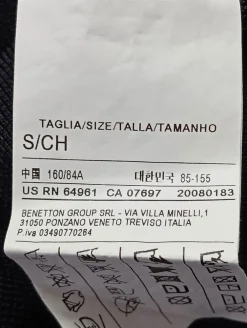 TAGLIA/SIZE/TALLA/TAMANHO
S/CH
中国 160/84A 대한민국 85-155
US RN 64961 CA 07697 20080183
BENETTON GROUP SRL - VIA VILLA MINELLI,1
31050 PONZANO VENETO TREVISO ITALIA
P.iva 03490770264